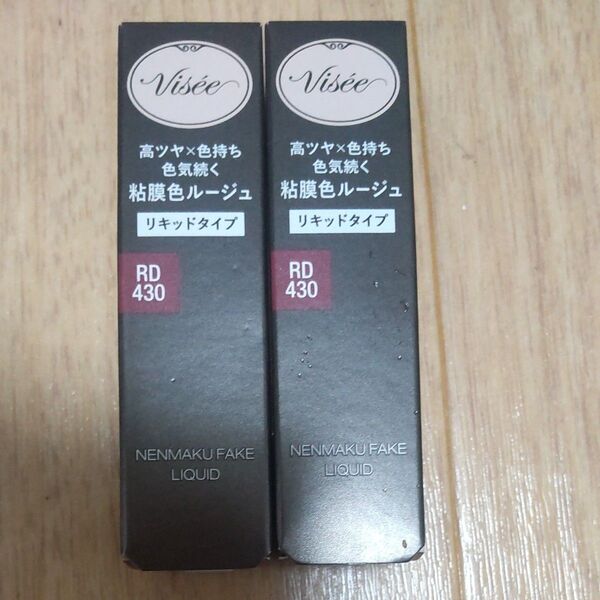 Visée
高ツヤ×色持ち
色気続く
粘膜色ルージュ
リキッドタイプ
RD
430
NENMAKU FAKE
LIQUID
Visée
高ツヤ×色持ち
色気続く
粘膜色ルージュ
リキッドタイプ
RD
430
NENMAKU FAKE
LIQUID